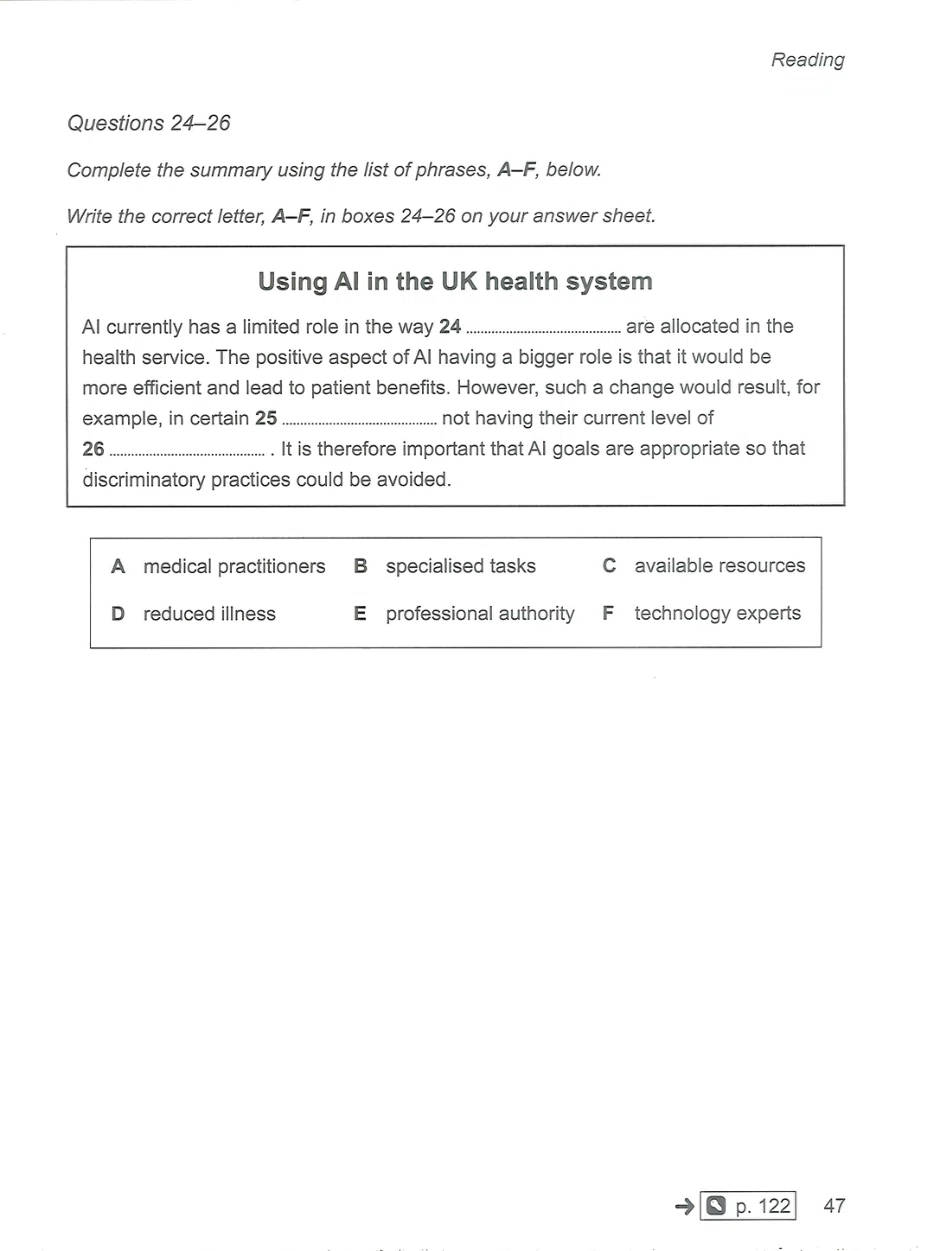 Reading
Questions 24–26
Complete the summary using the list of phrases, A–F, below.
Write the correct letter, A–F, in boxes 24–26 on your answer sheet.
Using AI in the UK health system
AI currently has a limited role in the way 24 .......................................... are allocated in the
health service. The positive aspect of AI having a bigger role is that it would be
more efficient and lead to patient benefits. However, such a change would result, for
example, in certain 25 .......................................... not having their current level of
26 .......................................... . It is therefore important that AI goals are appropriate so that
discriminatory practices could be avoided.
A medical practitioners B specialised tasks C available resources
D reduced illness E professional authority F technology experts
→ p. 122 47